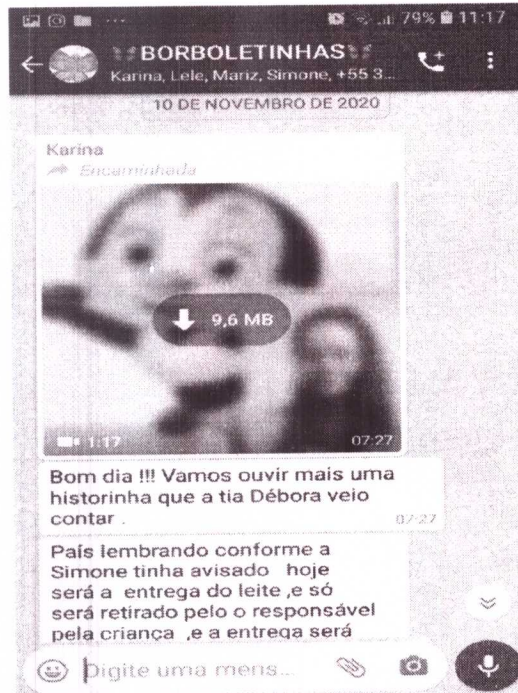 79% 11:17
BORBOLETINHAS
Karina, Lele, Mariz, Simone, +55 3...
10 DE NOVEMBRO DE 2020
Karina
Encaminhada
9,6 MB
1:17
07:27
Bom dia !!! Vamos ouvir mais uma
historinha que a tia Débora veio
contar .
07:27
País lembrando conforme a
Simone tinha avisado hoje
será a entrega do leite ,e só
será retirado pelo o responsável
pela criança ,e a entrega será
Digite uma mens...